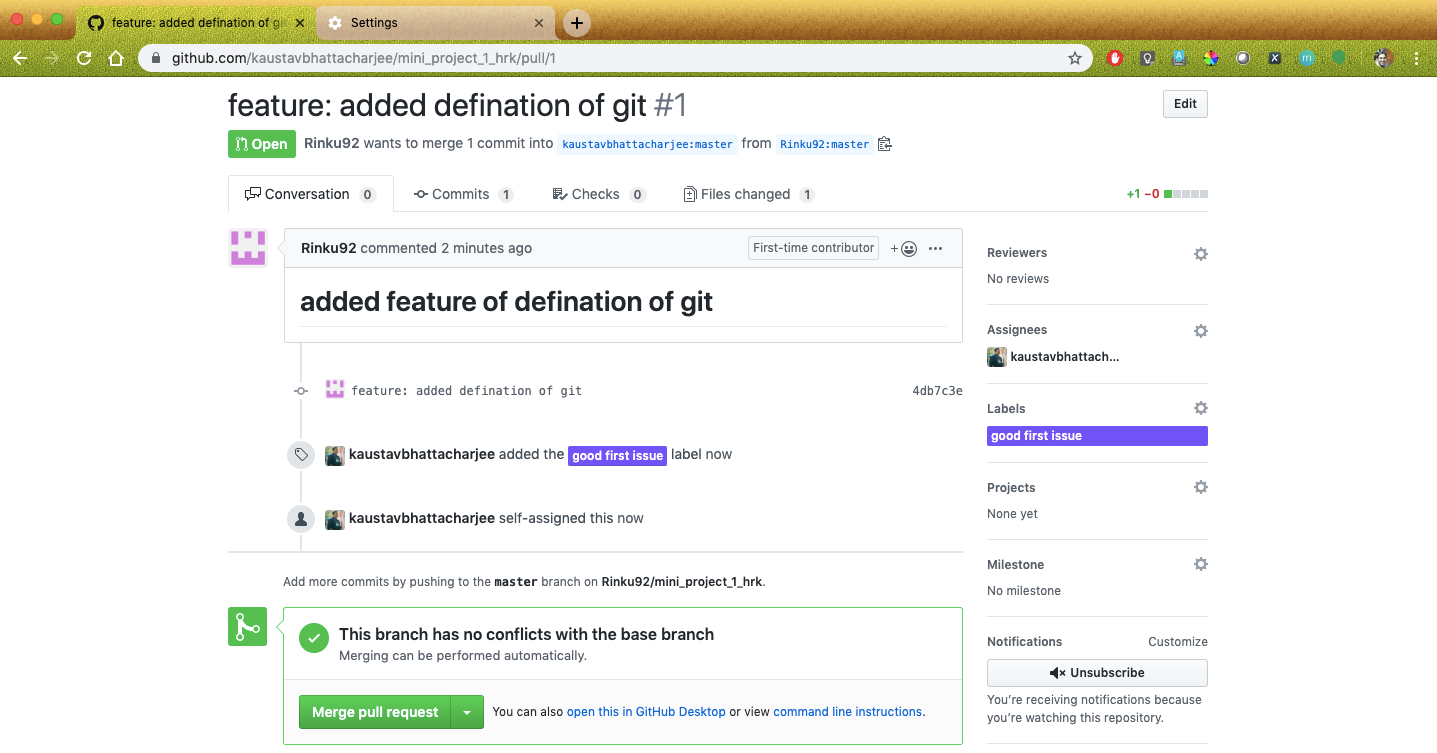 feature: added defination of git
Settings
github.com/kaustavbhattacharjee/mini_project_1_hrk/pull/1
feature: added defination of git #1
Edit
Open
Rinku92 wants to merge 1 commit into kaustavbhattacharjee:master from Rinku92:master
Conversation 0
Commits 1
Checks 0
Files changed 1
+1 −0
Rinku92 commented 2 minutes ago
First-time contributor
added feature of defination of git
feature: added defination of git
4db7c3e
kaustavbhattacharjee added the good first issue label now
kaustavbhattacharjee self-assigned this now
Add more commits by pushing to the master branch on Rinku92/mini_project_1_hrk.
This branch has no conflicts with the base branch
Merging can be performed automatically.
Merge pull request
You can also open this in GitHub Desktop or view command line instructions.
Reviewers
No reviews
Assignees
kaustavbhattach...
Labels
good first issue
Projects
None yet
Milestone
No milestone
Notifications
Customize
Unsubscribe
You're receiving notifications because
you're watching this repository.